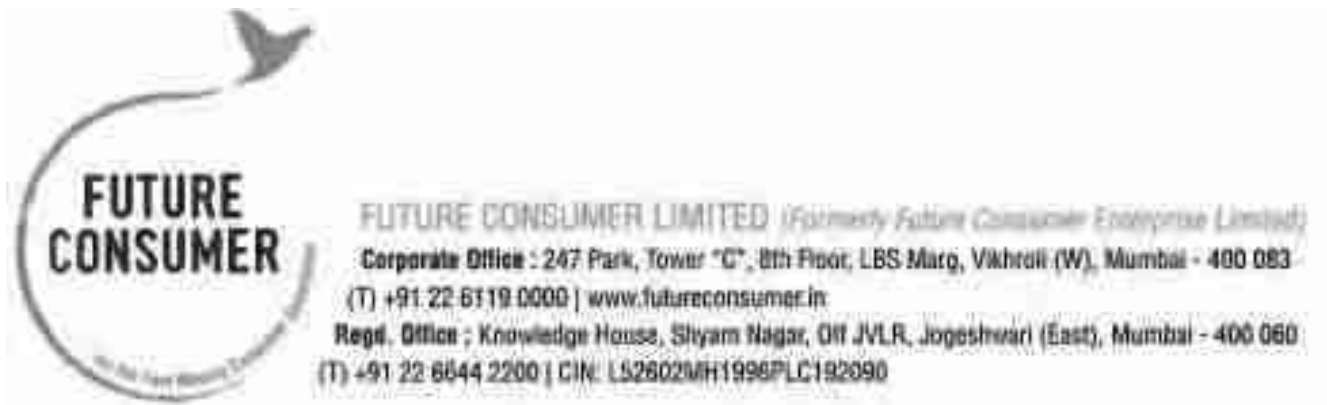 FUTURE
CONSUMER
FUTURE CONSUMER LIMITED (Formerly Future Consumer Enterprise Limited)
Corporate Office : 247 Park, Tower "C", 8th Floor, LBS Marg, Vikhroli (W), Mumbai - 400 083
(T) +91 22 6119 0000 | www.futureconsumer.in
Regd. Office : Knowledge House, Shyam Nagar, Off JVLR, Jogeshwari (East), Mumbai - 400 060
(T) +91 22 6644 2200 | CIN: L52602MH1996PLC192090